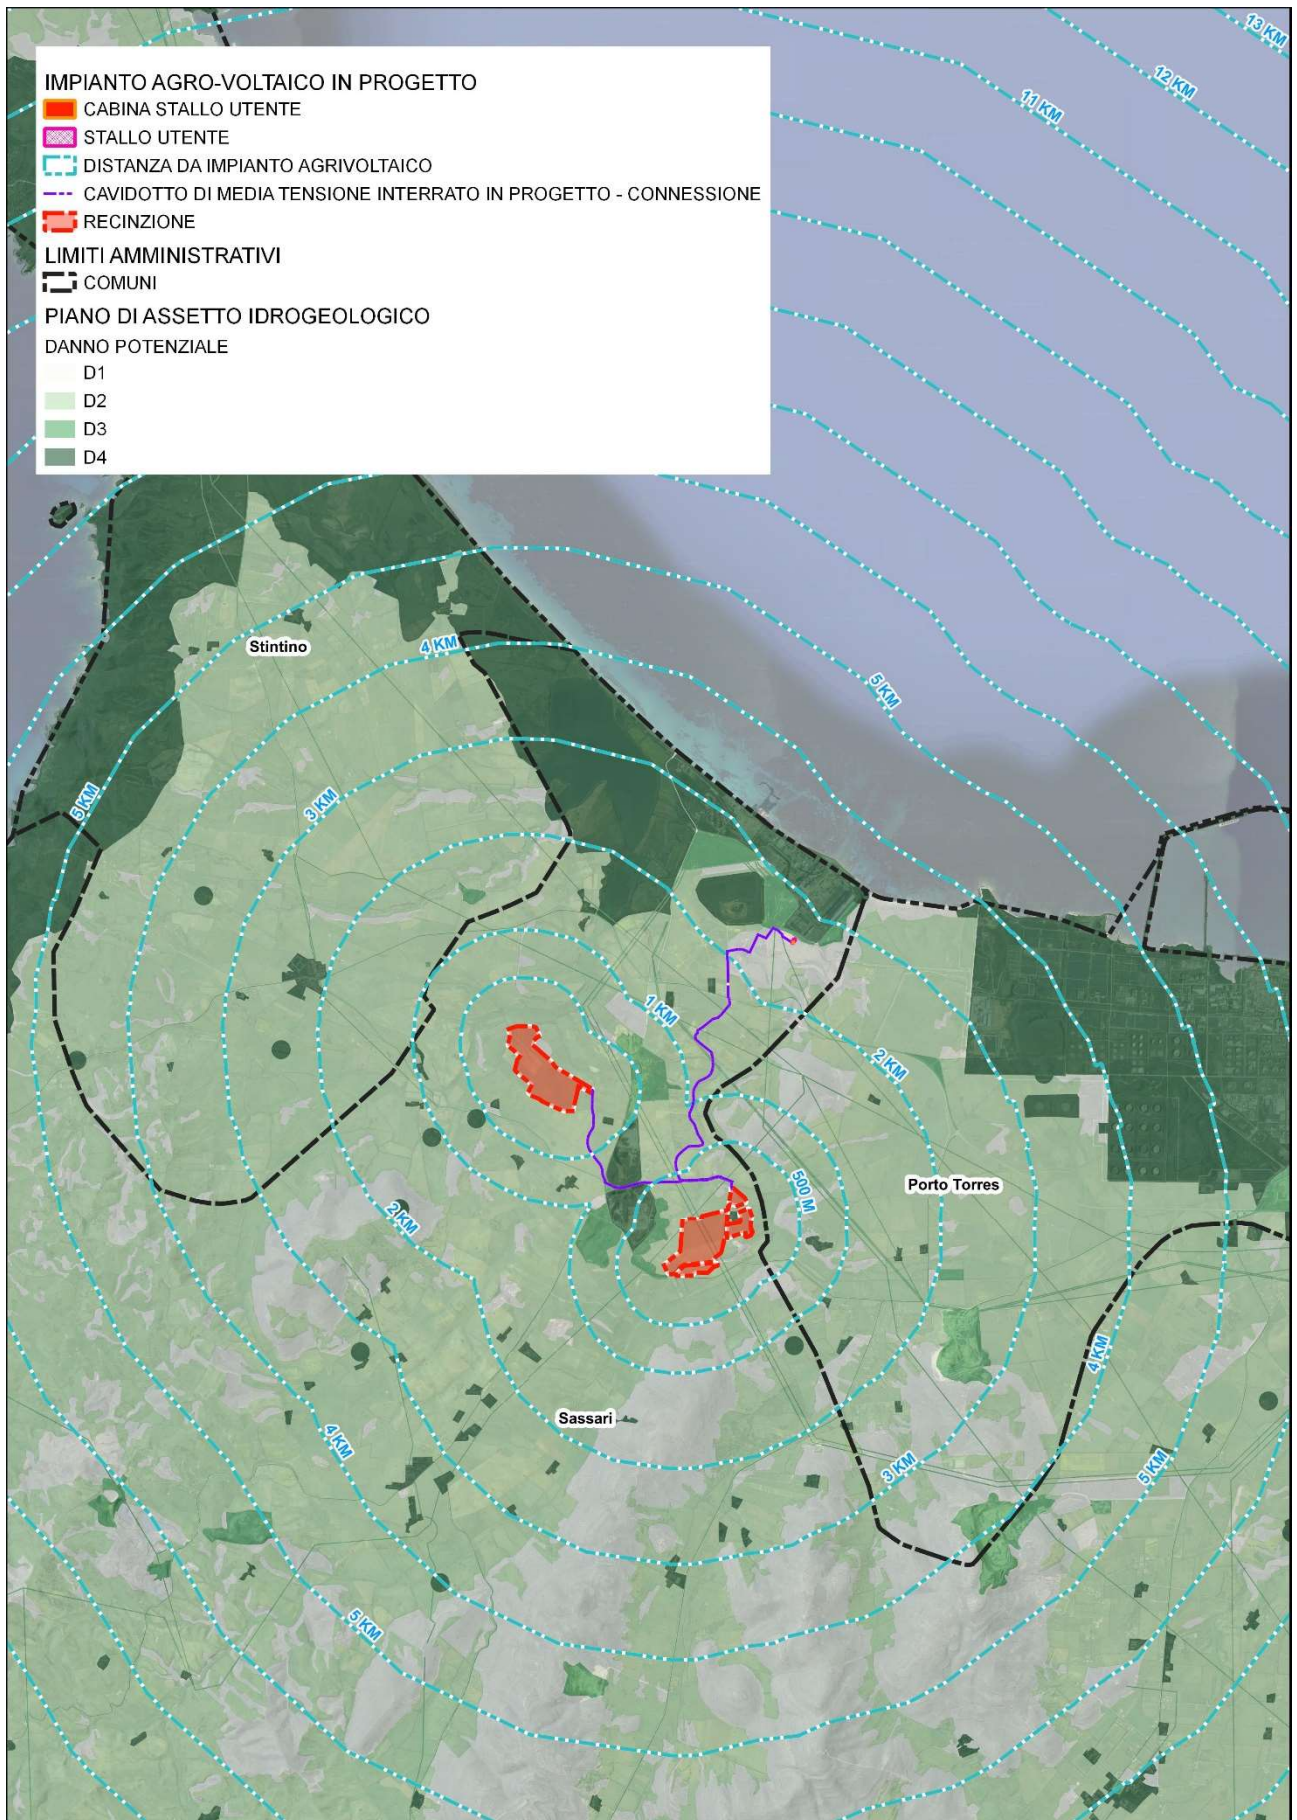 13 KM
12 KM
11 KM
IMPIANTO AGRO-VOLTAICO IN PROGETTO
CABINA STALLO UTENTE
STALLO UTENTE
DISTANZA DA IMPIANTO AGRIVOLTAICO
CAVIDOTTO DI MEDIA TENSIONE INTERRATO IN PROGETTO - CONNESSIONE
RECINZIONE
LIMITI AMMINISTRATIVI
COMUNI
PIANO DI ASSETTO IDROGEOLOGICO
DANNO POTENZIALE
D1
D2
D3
D4
Stintino
4 KM
5 KM
5 KM
3 KM
1 KM
2 KM
500 M
Porto Torres
2 KM
4 KM
Sassari
4 KM
3 KM
5 KM
5 KM